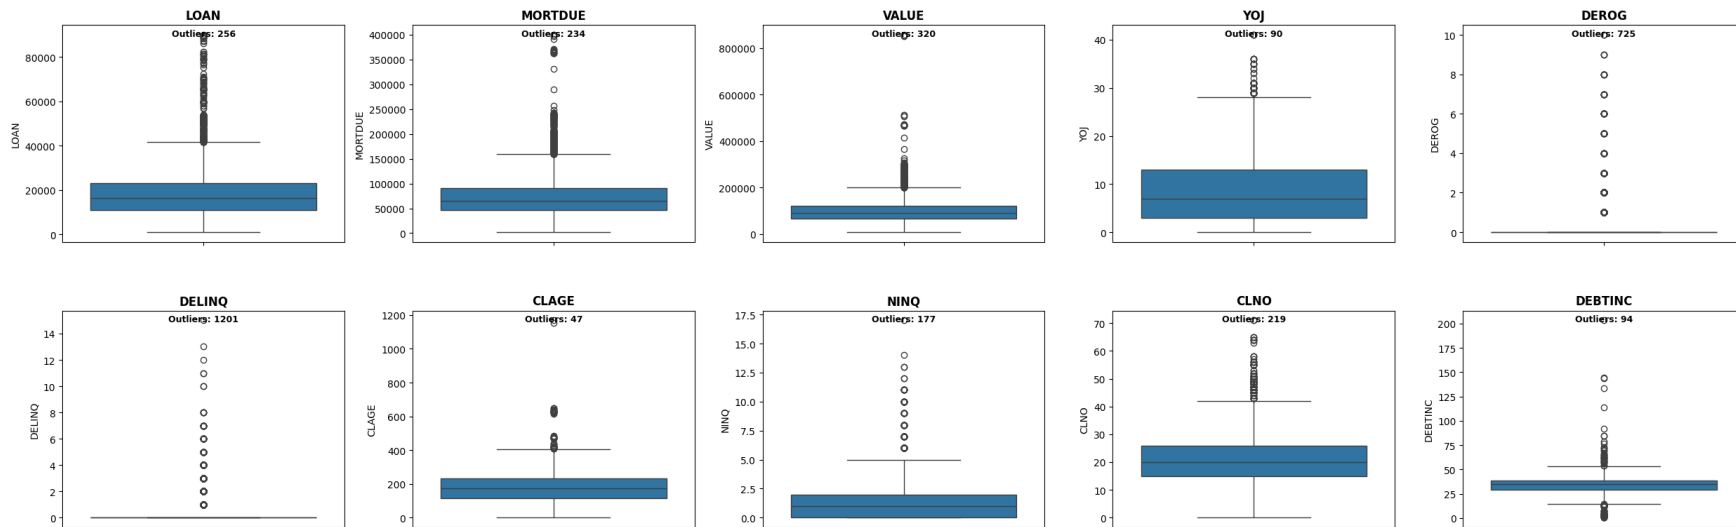 LOAN
Outliers: 256
80000
60000
40000
20000
0
LOAN
MORTDUE
Outliers: 234
400000
350000
300000
250000
200000
150000
100000
50000
0
MORTDUE
VALUE
Outliers: 320
800000
600000
400000
200000
0
VALUE
YOJ
Outliers: 90
40
30
20
10
0
YOJ
DEROG
Outliers: 725
10
8
6
4
2
0
DEROG
DELINQ
Outliers: 1201
14
12
10
8
6
4
2
0
DELINQ
CLAGE
Outliers: 47
1200
1000
800
600
400
200
0
CLAGE
NINQ
Outliers: 177
17.5
15.0
12.5
10.0
7.5
5.0
2.5
0.0
NINQ
CLNO
Outliers: 219
70
60
50
40
30
20
10
0
CLNO
DEBTINC
Outliers: 94
200
175
150
125
100
75
50
25
0
DEBTINC